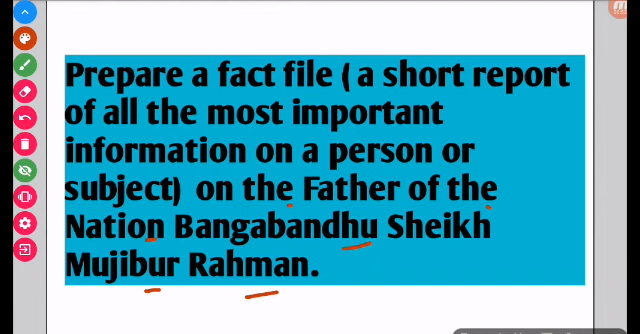 Prepare a fact file ( a short report
of all the most important
information on a person or
subject) on the Father of the
Nation Bangabandhu Sheikh
Mujibur Rahman.